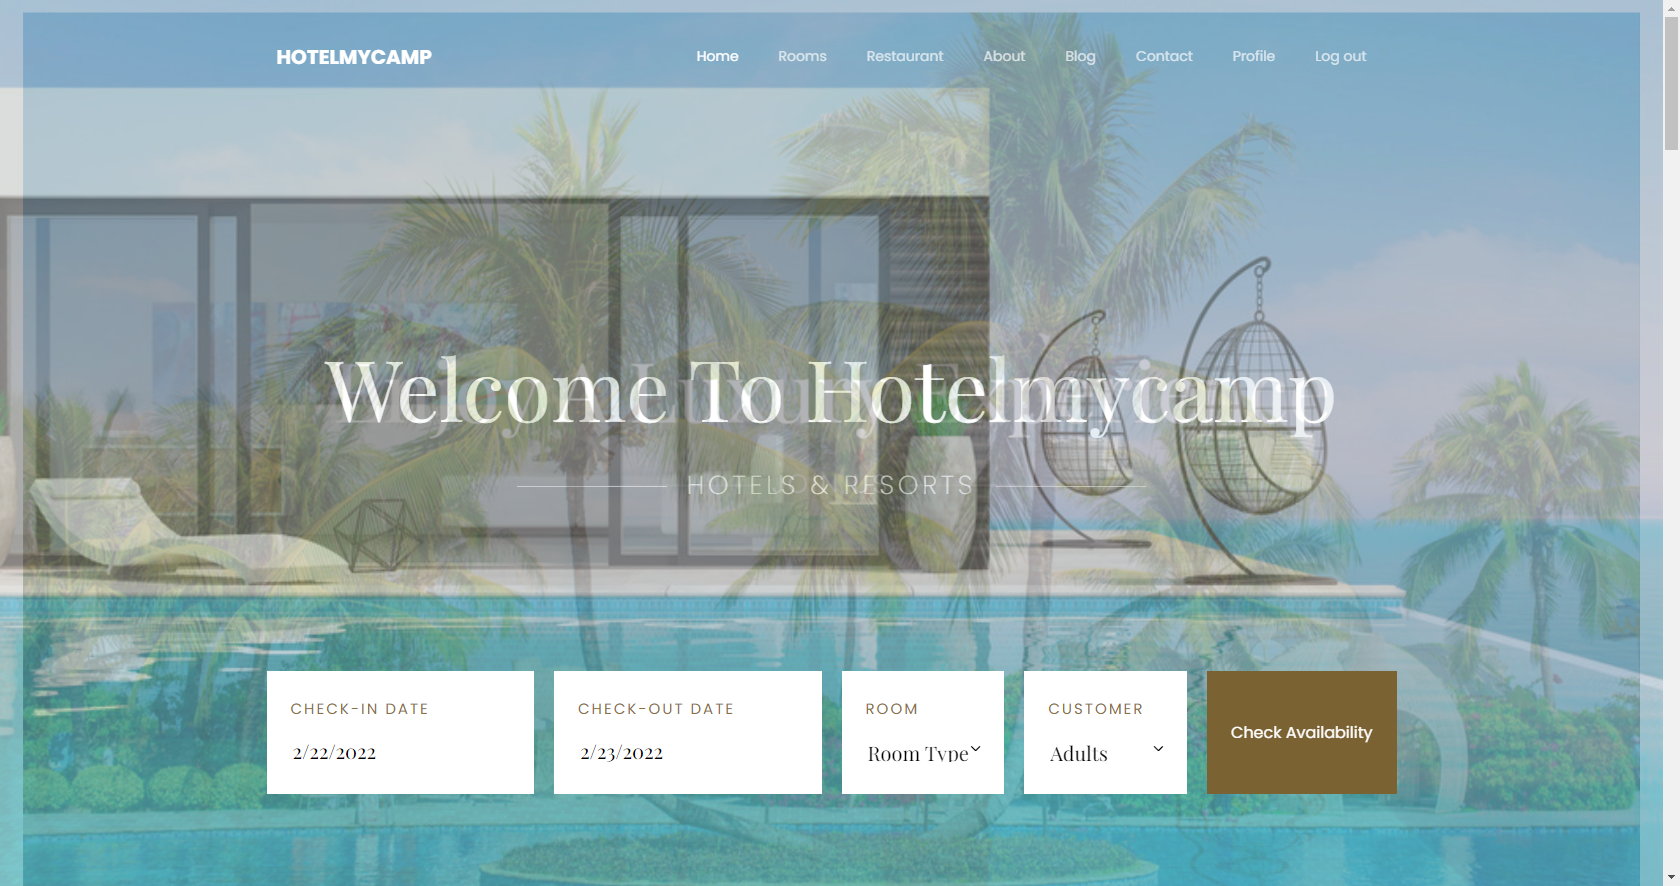 HOTELMYCAMP
Home Rooms Restaurant About Blog Contact Profile Log out
Welcome To Hotelmycamp
HOTELS & RESORTS
CHECK-IN DATE
2/22/2022
CHECK-OUT DATE
2/23/2022
ROOM
Room Type
CUSTOMER
Adults
Check Availability